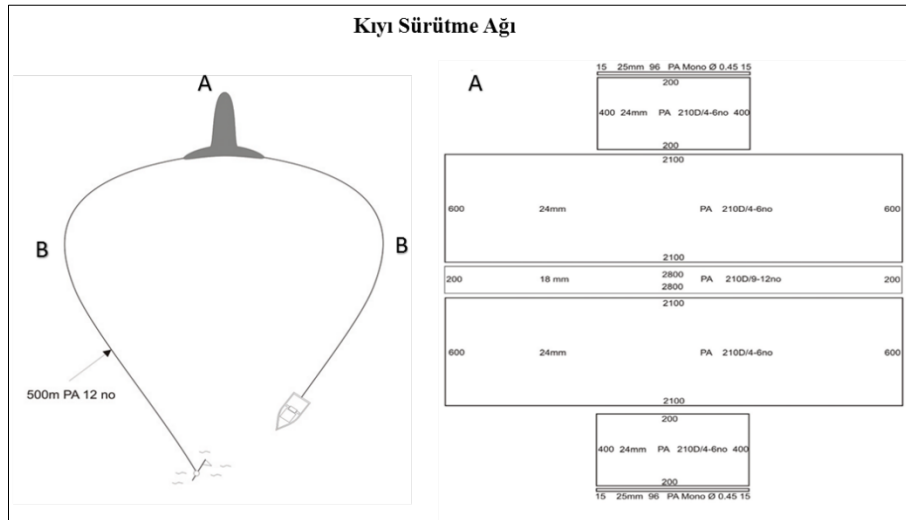 Kıyı Sürütme Ağı
A
B
B
500m PA 12 no
A
15 25mm 96 PA Mono Ø 0.45 15
200
400 24mm PA 210D/4-6no 400
200
2100
600 24mm PA 210D/4-6no 600
2100
2800
200 18 mm PA 210D/9-12no 200
2800
2100
600 24mm PA 210D/4-6no 600
2100
200
400 24mm PA 210D/4-6no 400
200
15 25mm 96 PA Mono Ø 0.45 15